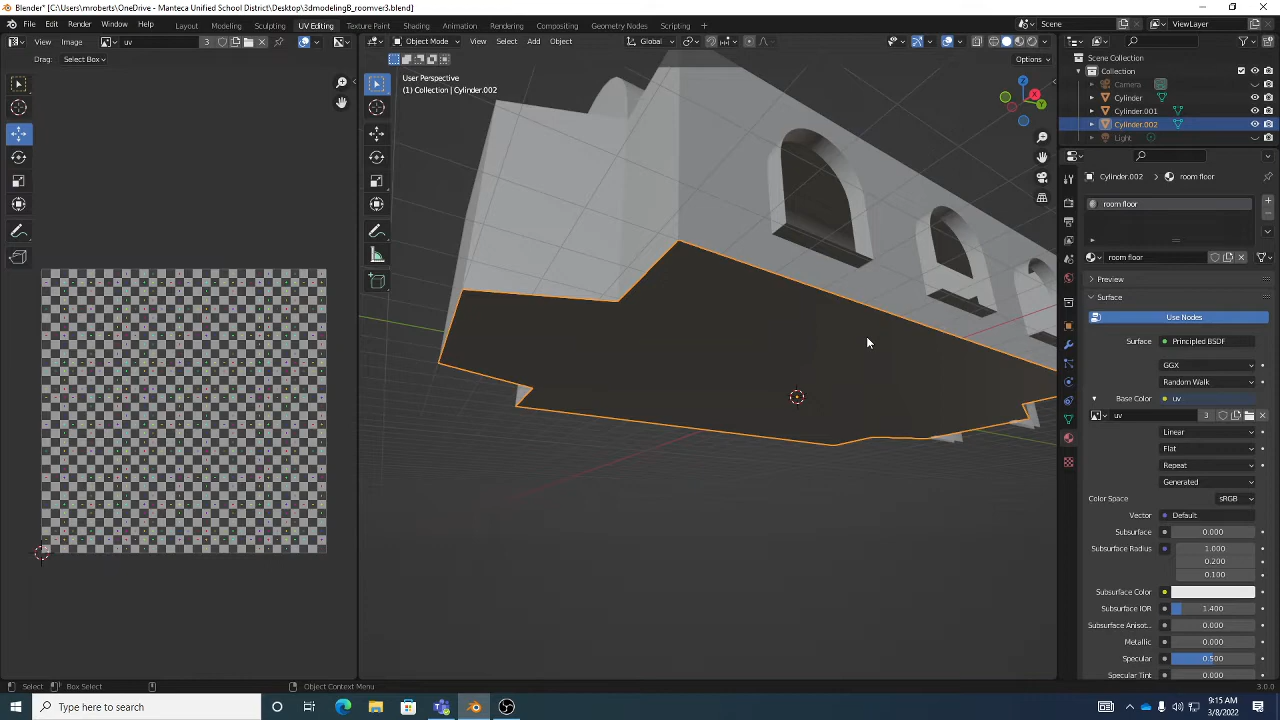 Blender* [C:\Users\mroberts\OneDrive - Manteca Unified School District\Desktop\3dmodelingB_roomver3.blend]
File Edit Render Window Help Layout Modeling Sculpting UV Editing Texture Paint Shading Animation Rendering Compositing Geometry Nodes Scripting + Scene ViewLayer
View Image uv 3 Object Mode View Select Add Object Global
Drag: Select Box Options
User Perspective
(1) Collection | Cylinder.002
Scene Collection
Collection
Camera
Cylinder
Cylinder.001
Cylinder.002
Light
Cylinder.002 > room floor
room floor
room floor
Preview
Surface
Use Nodes
Surface Principled BSDF
GGX
Random Walk
Base Color uv
uv 3
Linear
Flat
Repeat
Generated
Color Space sRGB
Vector Default
Subsurface 0.000
Subsurface Radius 1.000
0.200
0.100
Subsurface Color
Subsurface IOR 1.400
Subsurface Anisot.. 0.000
Metallic 0.000
Specular 0.500
Specular Tint 0.000
Select Box Select Object Context Menu 3.0.0
Type here to search
9:15 AM
3/8/2022